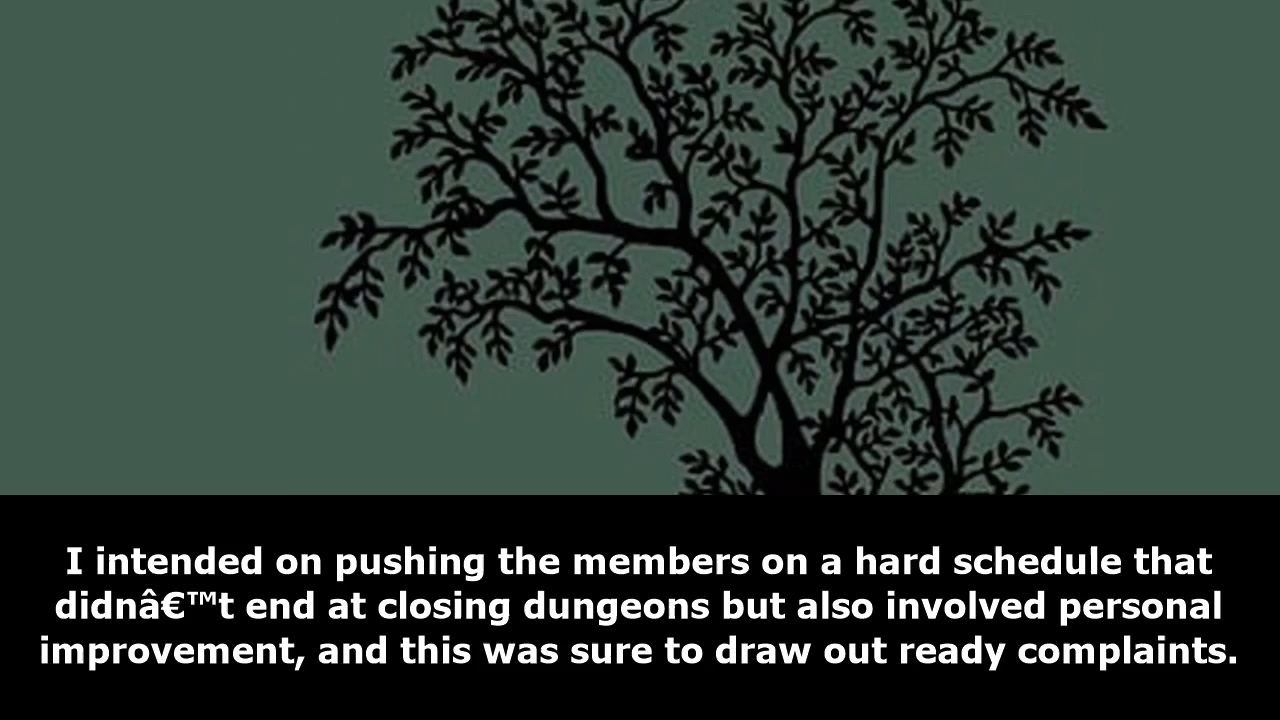 I intended on pushing the members on a hard schedule that
didnâ€™t end at closing dungeons but also involved personal
improvement, and this was sure to draw out ready complaints.